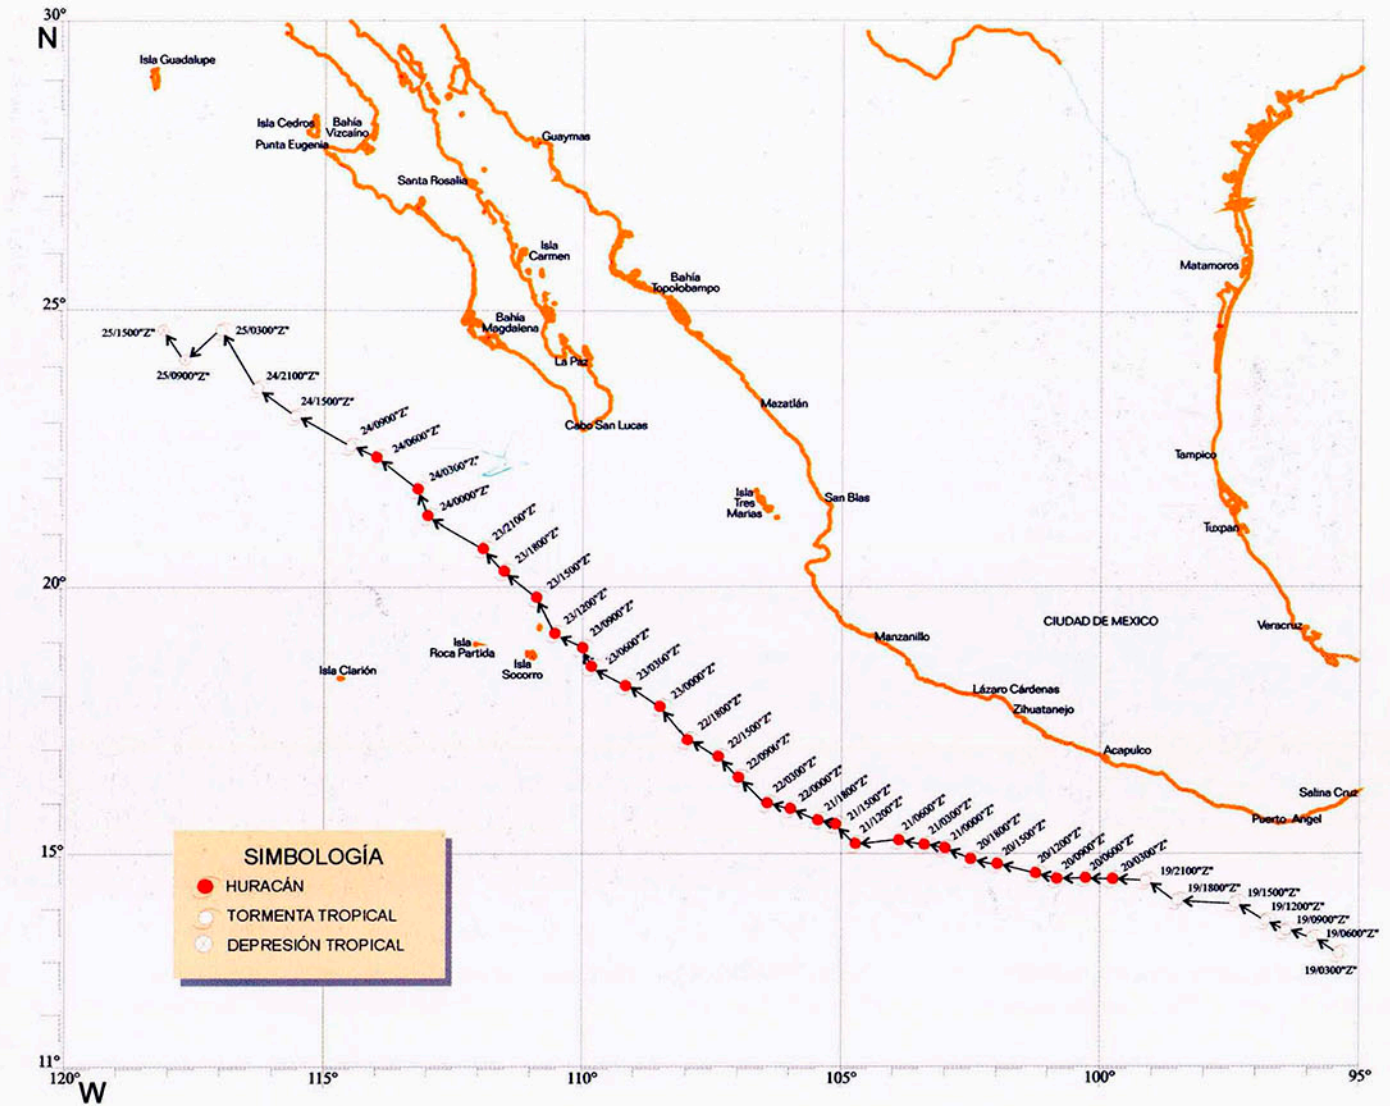 30°
N
Isla Guadalupe
Isla Cedros
Bahía
Vizcaíno
Punta Eugenia
Guaymas
Santa Rosalia
Isla
Carmen
Matamoros
Bahía
Topolobampo
25°
Bahía
Magdalena
25/1500"Z"
25/0300"Z"
La Paz
25/0900"Z"
24/2100"Z"
24/1500"Z"
Mazatlán
24/0900"Z"
Cabo San Lucas
24/0600"Z"
Tampico
24/0300"Z"
24/0000"Z"
Isla
Tres
Marias
San Blas
23/2100"Z"
Tuxpan
23/1800"Z"
23/1500"Z"
20°
23/1200"Z"
23/0900"Z"
CIUDAD DE MEXICO
Veracruz
Manzanillo
Isla
Roca Partida
23/0600"Z"
Isla
Socorro
Isla Clarión
23/0300"Z"
23/0000"Z"
Lázaro Cárdenas
Zihuatanejo
22/1800"Z"
22/1500"Z"
Acapulco
22/0900"Z"
22/0300"Z"
22/0000"Z"
21/1800"Z"
21/1500"Z"
21/1200"Z"
21/0600"Z"
21/0300"Z"
21/0000"Z"
20/1800"Z"
20/1500"Z"
20/1200"Z"
20/0900"Z"
20/0600"Z"
20/0300"Z"
Salina Cruz
Puerto Angel
15°
19/2100"Z"
19/1800"Z"
19/1500"Z"
19/1200"Z"
19/0900"Z"
19/0600"Z"
19/0300"Z"
SIMBOLOGÍA
HURACÁN
TORMENTA TROPICAL
DEPRESIÓN TROPICAL
11°
120°
115°
110°
105°
100°
95°
W